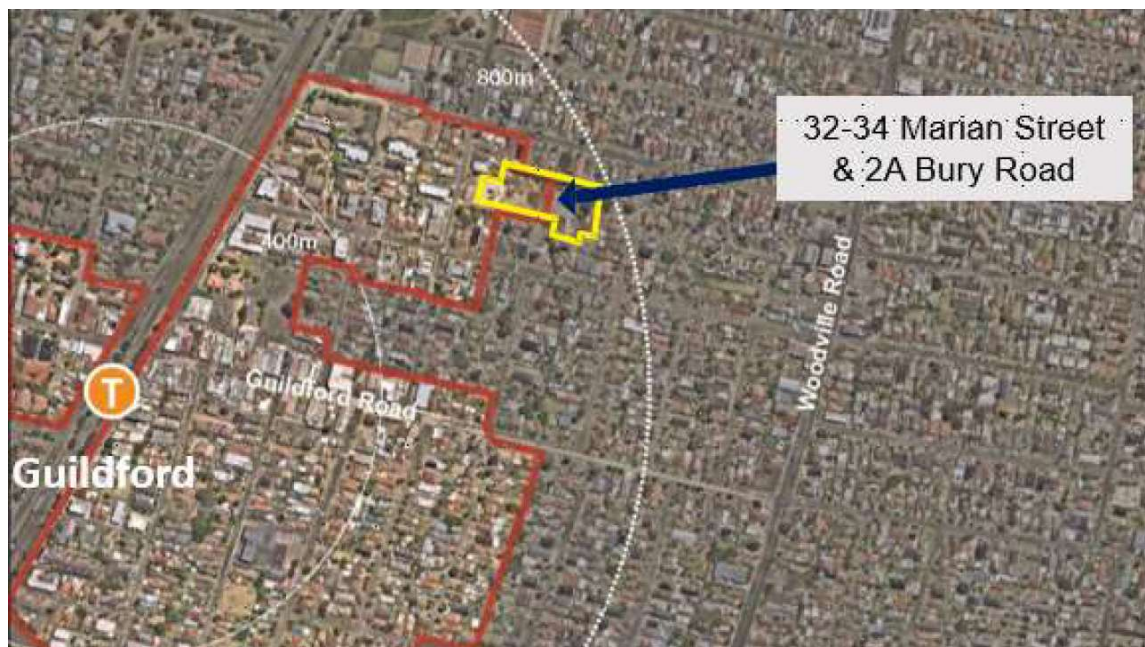 800m
32-34 Marian Street
& 2A Bury Road
400m
Woodville Road
Guildford Road
T
Guildford